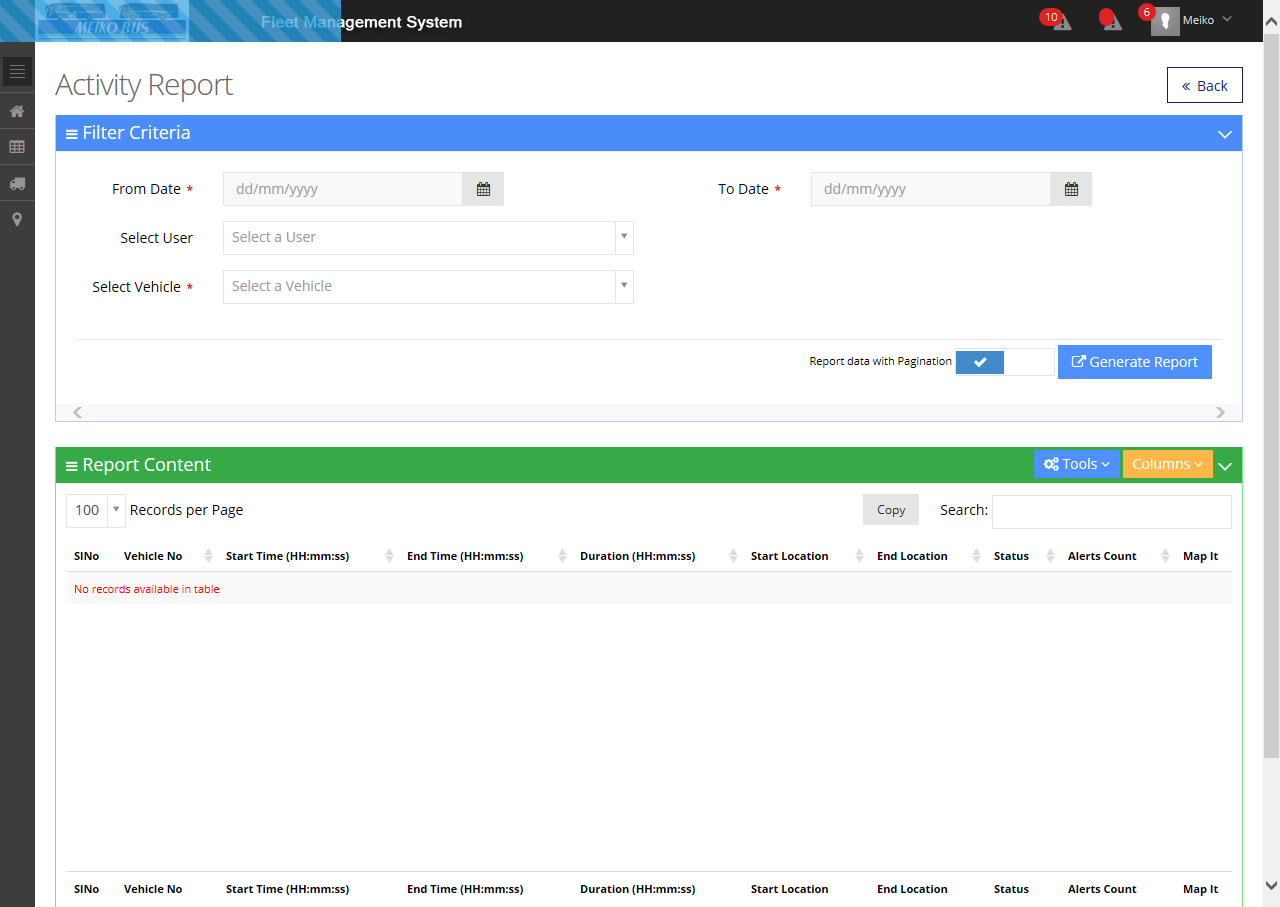 MEIKO BUS
Fleet Management System
10
6
Meiko
Activity Report
« Back
Filter Criteria
From Date *
dd/mm/yyyy
To Date *
dd/mm/yyyy
Select User
Select a User
Select Vehicle *
Select a Vehicle
Report data with Pagination
Generate Report
Report Content
Tools
Columns
100 Records per Page
Copy
Search:
SlNo Vehicle No Start Time (HH:mm:ss) End Time (HH:mm:ss) Duration (HH:mm:ss) Start Location End Location Status Alerts Count Map It
No records available in table
SlNo Vehicle No Start Time (HH:mm:ss) End Time (HH:mm:ss) Duration (HH:mm:ss) Start Location End Location Status Alerts Count Map It